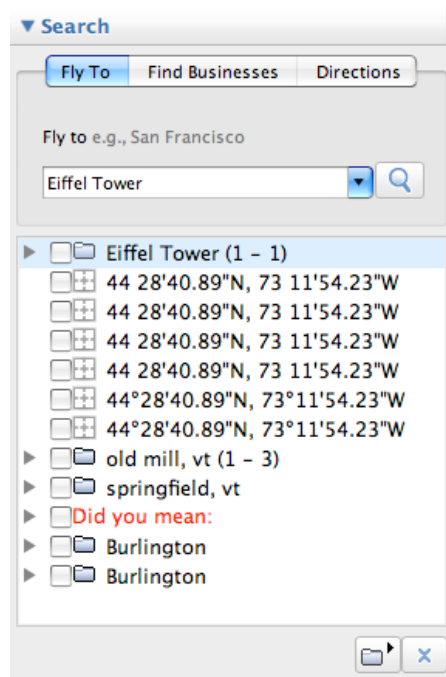 Search
Fly To Find Businesses Directions
Fly to e.g., San Francisco
Eiffel Tower
Eiffel Tower (1 – 1)
44 28'40.89"N, 73 11'54.23"W
44 28'40.89"N, 73 11'54.23"W
44 28'40.89"N, 73 11'54.23"W
44 28'40.89"N, 73 11'54.23"W
44°28'40.89"N, 73°11'54.23"W
44°28'40.89"N, 73°11'54.23"W
old mill, vt (1 – 3)
springfield, vt
Did you mean:
Burlington
Burlington